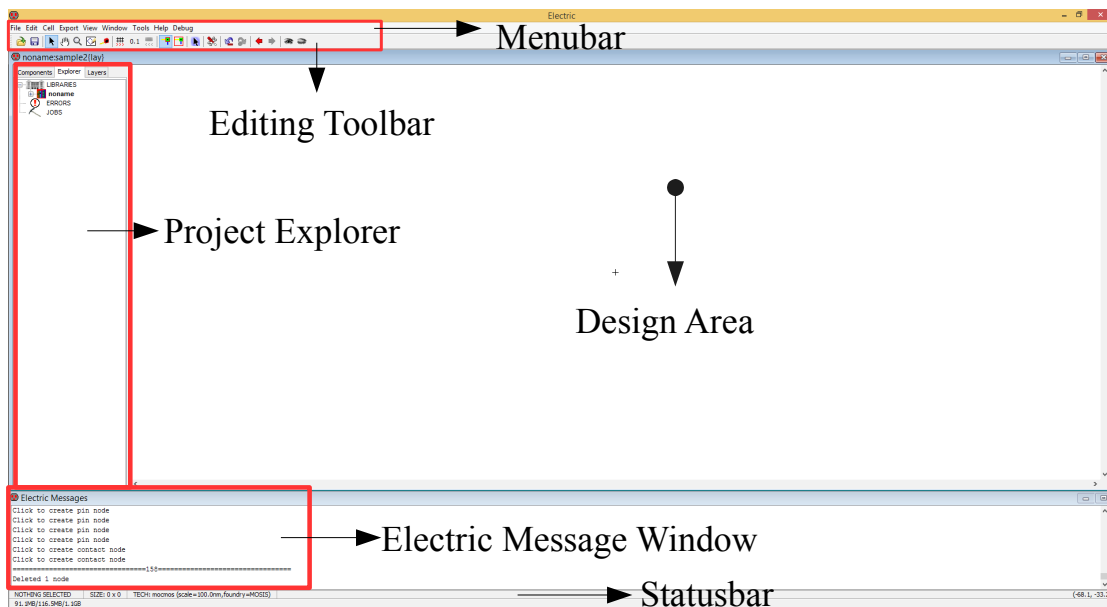 Electric
File Edit Cell Export View Window Tools Help Debug
Menubar
0.1
noname:sample2{lay}
Components Explorer Layers
LIBRARIES
noname
ERRORS
JOBS
Editing Toolbar
Project Explorer
Design Area
Electric Messages
Click to create pin node
Click to create pin node
Click to create pin node
Click to create pin node
Click to create contact node
Click to create contact node
=================================158=================================
Deleted 1 node
Electric Message Window
NOTHING SELECTED SIZE: 0 x 0 TECH: mocmos (scale=100.0nm,foundry=MOSIS)
Statusbar
91.1MB/116.5MB/1.1GB